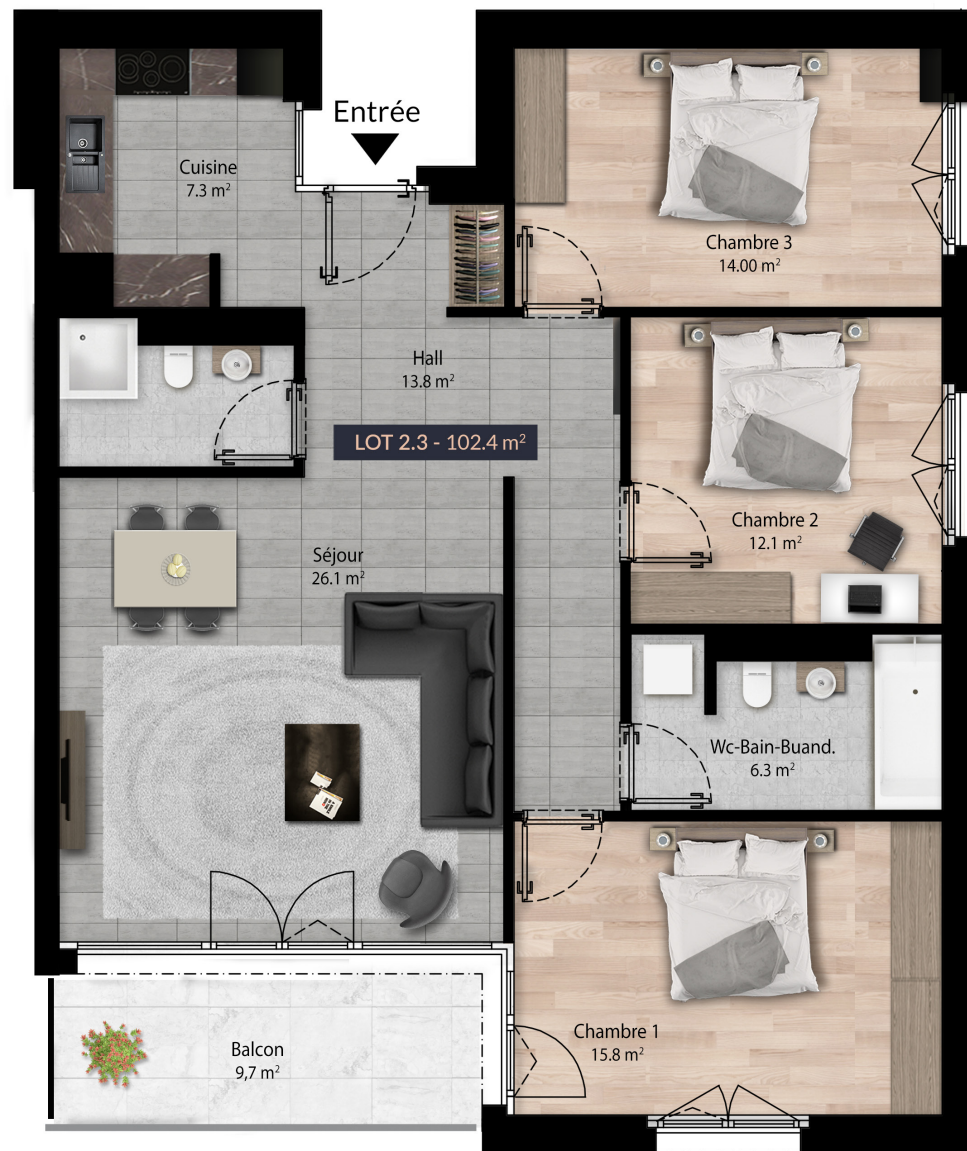 Entrée
Cuisine
7.3 m²
Chambre 3
14.00 m²
Hall
13.8 m²
LOT 2.3 - 102.4 m²
Chambre 2
12.1 m²
Séjour
26.1 m²
Wc-Bain-Buand.
6.3 m²
Chambre 1
15.8 m²
Balcon
9,7 m²